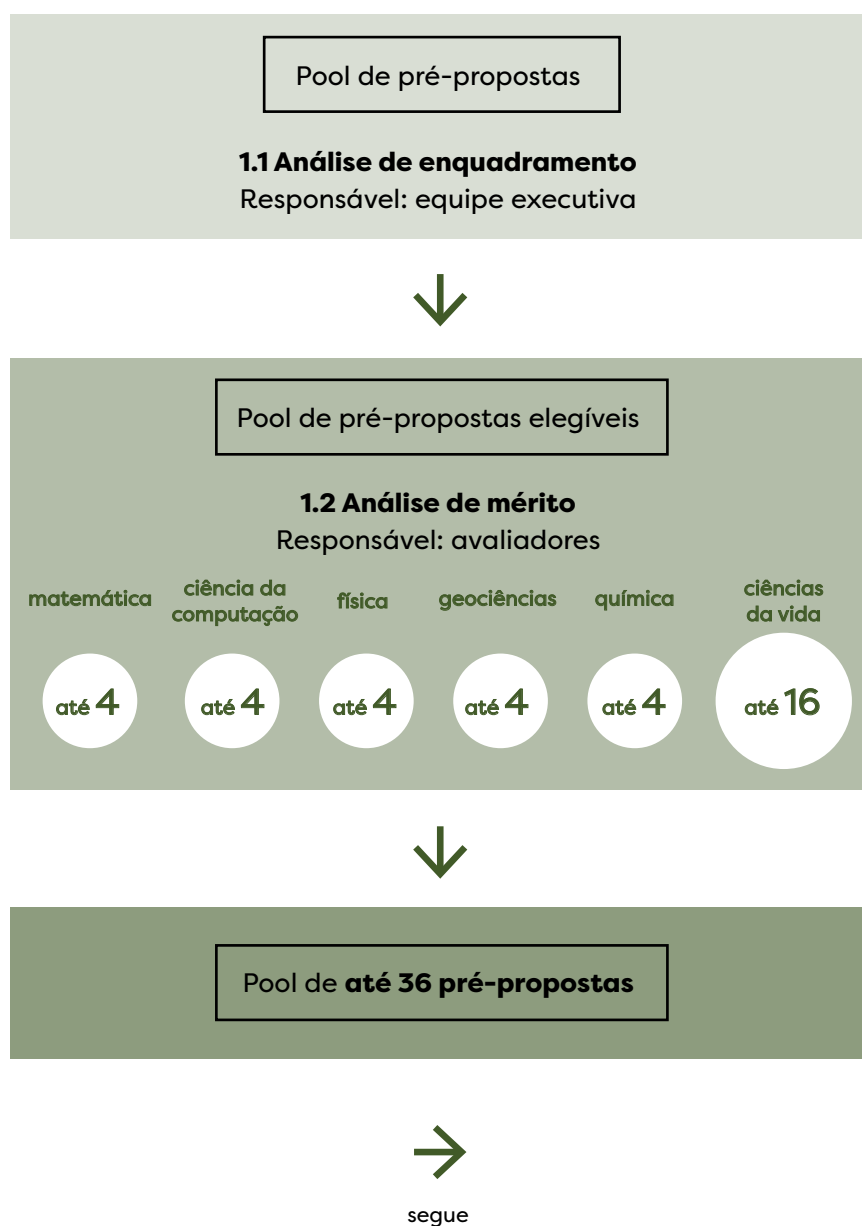 Pool de pré-propostas
1.1 Análise de enquadramento
Responsável: equipe executiva
Pool de pré-propostas elegíveis
1.2 Análise de mérito
Responsável: avaliadores
matemática
ciência da
computação
física
geociências
química
ciências
da vida
até 4
até 4
até 4
até 4
até 4
até 16
Pool de até 36 pré-propostas
segue